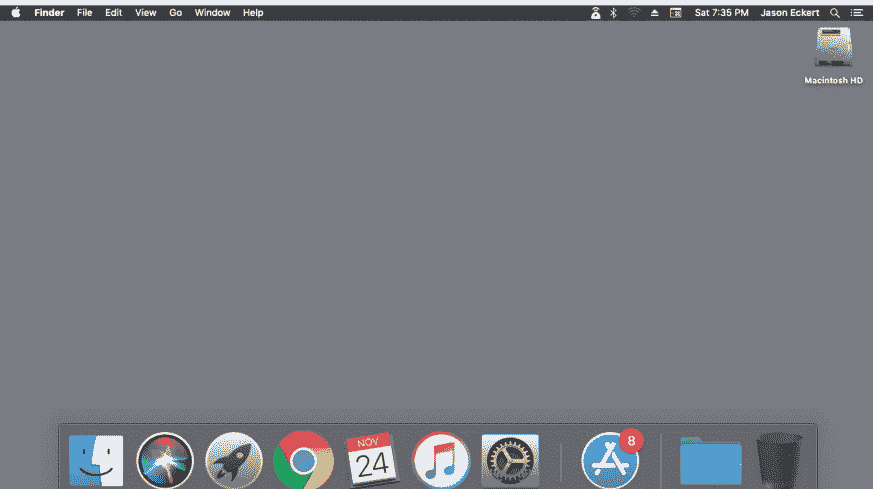 Finder File Edit View Go Window Help Sat 7:35 PM Jason Eckert
Macintosh HD
NOV
24
8